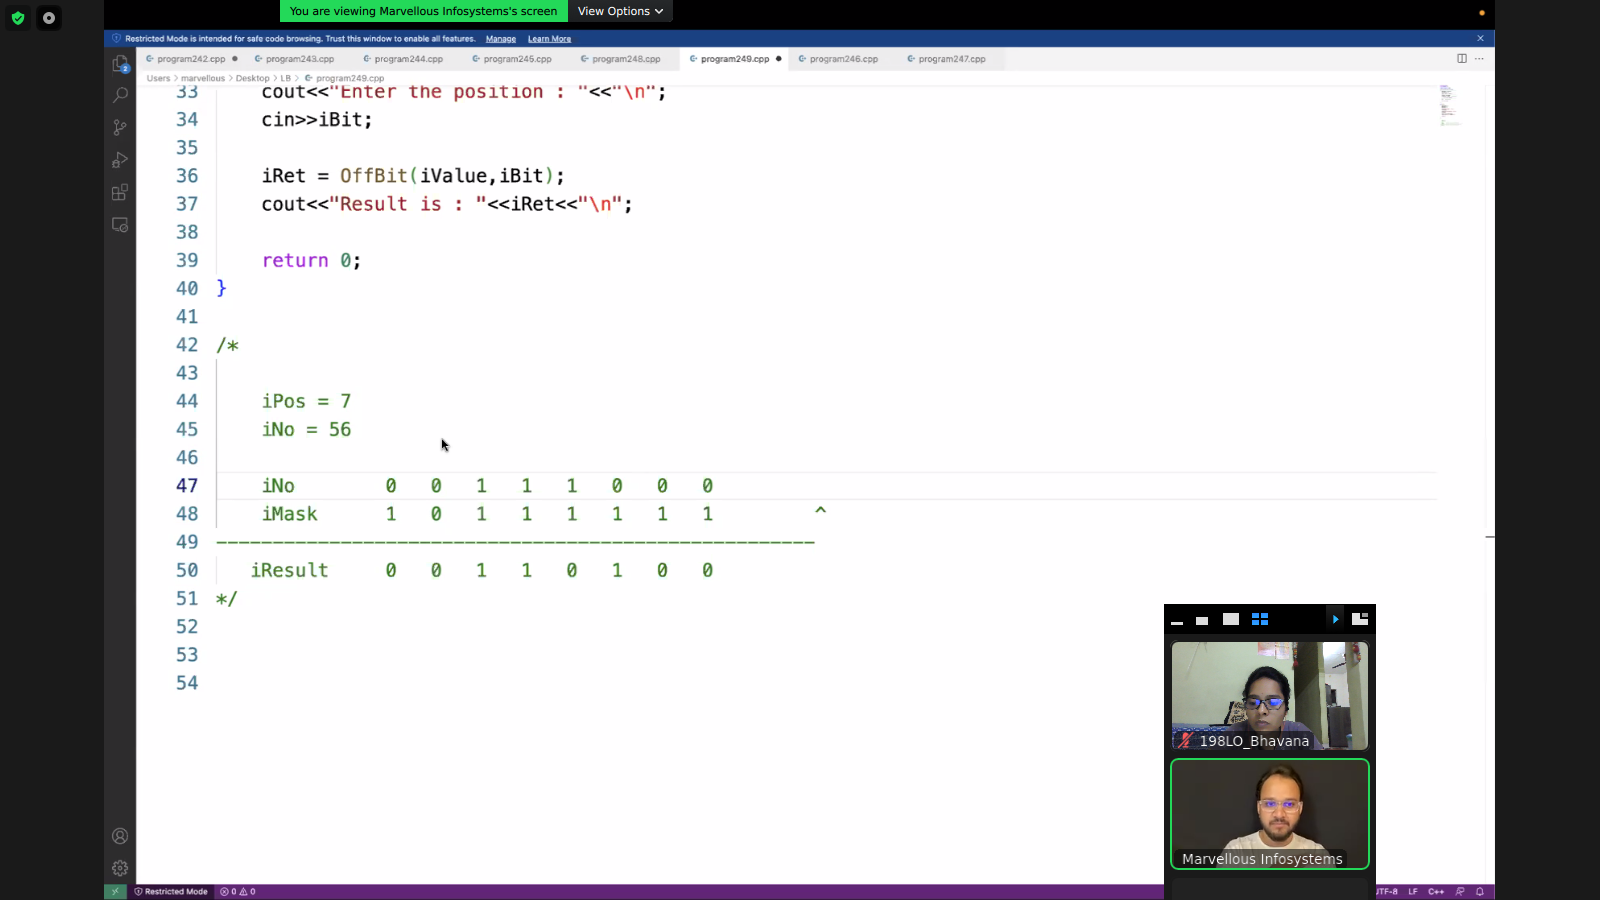 You are viewing Marvellous Infosystems's screen View Options
Restricted Mode is intended for safe code browsing. Trust this window to enable all features. Manage Learn More
program242.cpp program243.cpp program244.cpp program245.cpp program248.cpp program249.cpp program246.cpp program247.cpp
Users > marvellous > Desktop > LB > program249.cpp
33 cout<<"Enter the position : "<<"\n";
34 cin>>iBit;
35
36 iRet = OffBit(iValue,iBit);
37 cout<<"Result is : "<<iRet<<"\n";
38
39 return 0;
40 }
41
42 /*
43
44 iPos = 7
45 iNo = 56
46
47 iNo 0 0 1 1 1 0 0 0
48 iMask 1 0 1 1 1 1 1 1 ^
49 ------------------------------------------------------
50 iResult 0 0 1 1 0 1 0 0
51 */
52
53
54
198LO_Bhavana
Marvellous Infosystems
Restricted Mode 0 0 UTF-8 LF C++